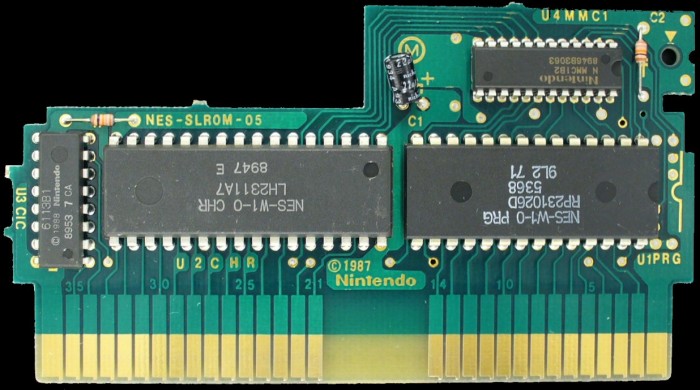 U4MMC1
C2
M
Nintendo
N MMC1B2
8946B3063
+
C1
NES-SLROM-05
U3 CIC
6113B1
© 1989 Nintendo
8953 7 CA
NES-W1-0 CHR
LH2311A7
8947 E
NES-W1-0 PRG
RP231026D
5368
9L2 71
U2CHR
©1987
Nintendo
U1PRG
35
30
25
21
14
10
5